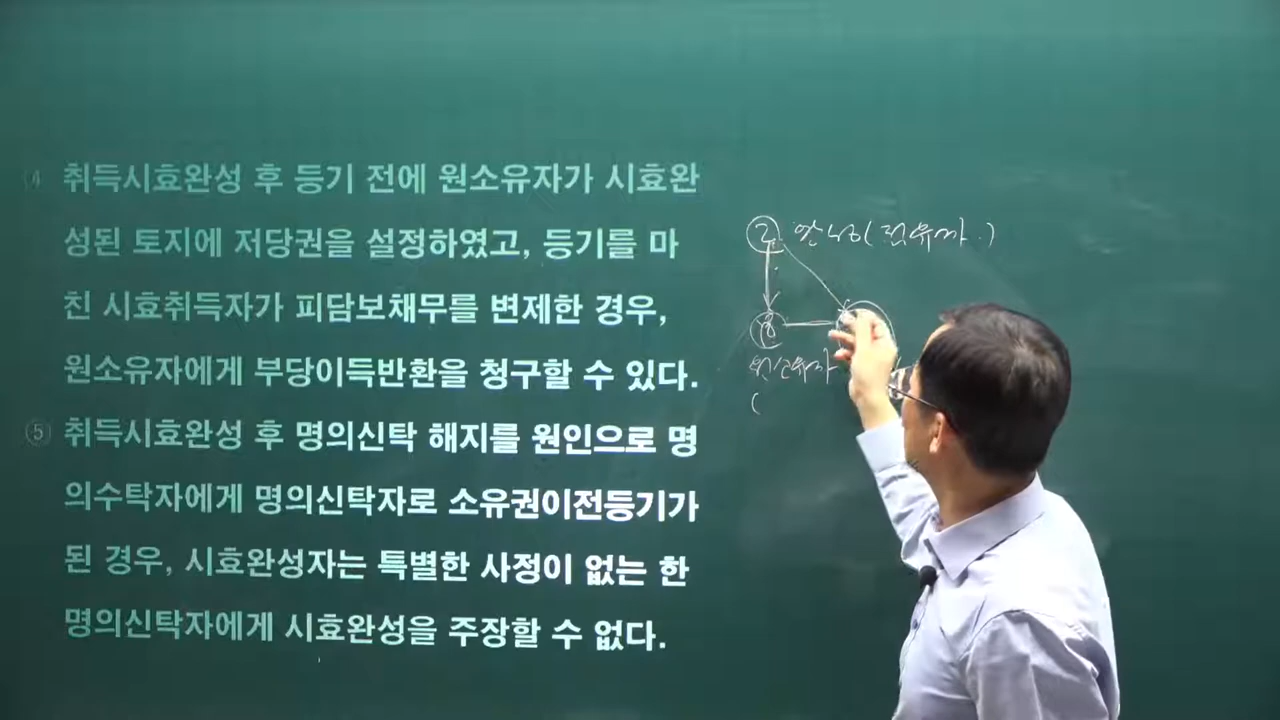 ④ 취득시효완성 후 등기 전에 원소유자가 시효완
성된 토지에 저당권을 설정하였고, 등기를 마
친 시효취득자가 피담보채무를 변제한 경우,
원소유자에게 부당이득반환을 청구할 수 있다.
⑤ 취득시효완성 후 명의신탁 해지를 원인으로 명
의수탁자에게 명의신탁자로 소유권이전등기가
된 경우, 시효완성자는 특별한 사정이 없는 한
명의신탁자에게 시효완성을 주장할 수 없다.
원소유자